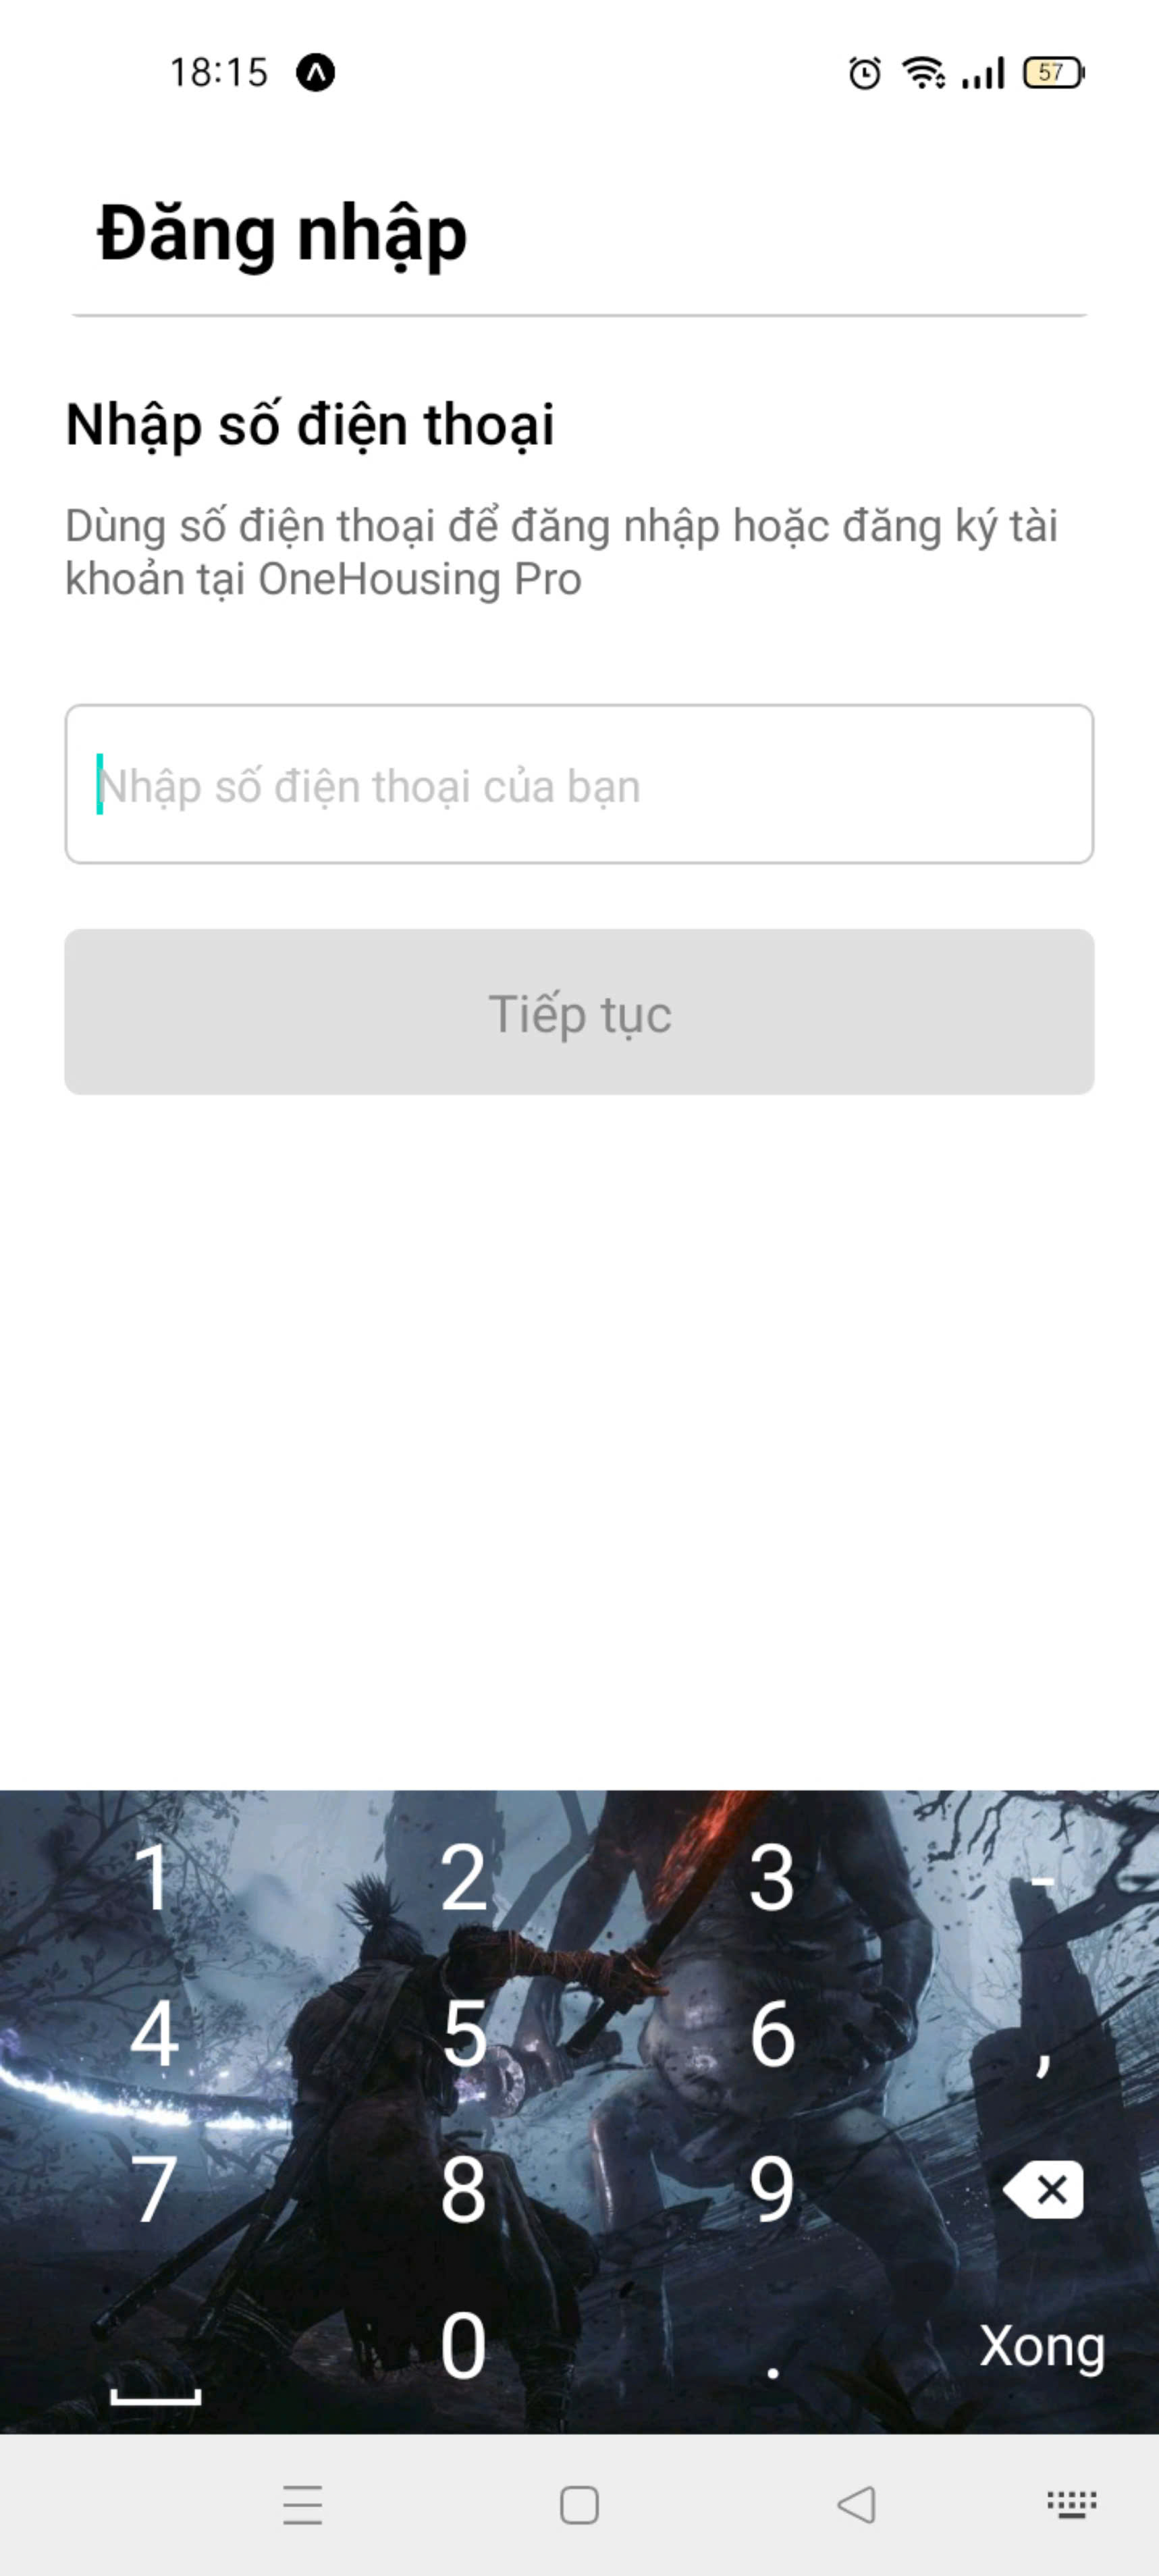 18:15
57
Đăng nhập
Nhập số điện thoại
Dùng số điện thoại để đăng nhập hoặc đăng ký tài
khoản tại OneHousing Pro
Nhập số điện thoại của bạn
Tiếp tục
1 2 3 -
4 5 6 ,
7 8 9
0 . Xong